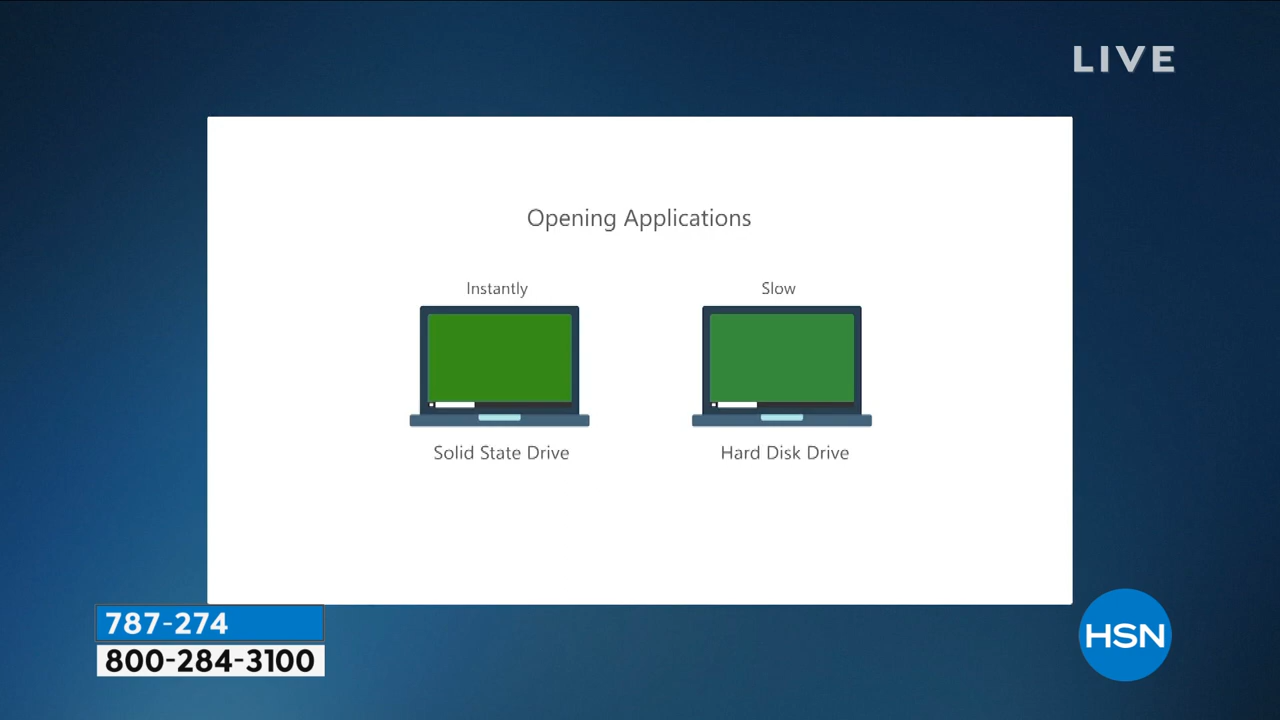 LIVE
Opening Applications
Instantly
Slow
Solid State Drive
Hard Disk Drive
787-274
800-284-3100
HSN